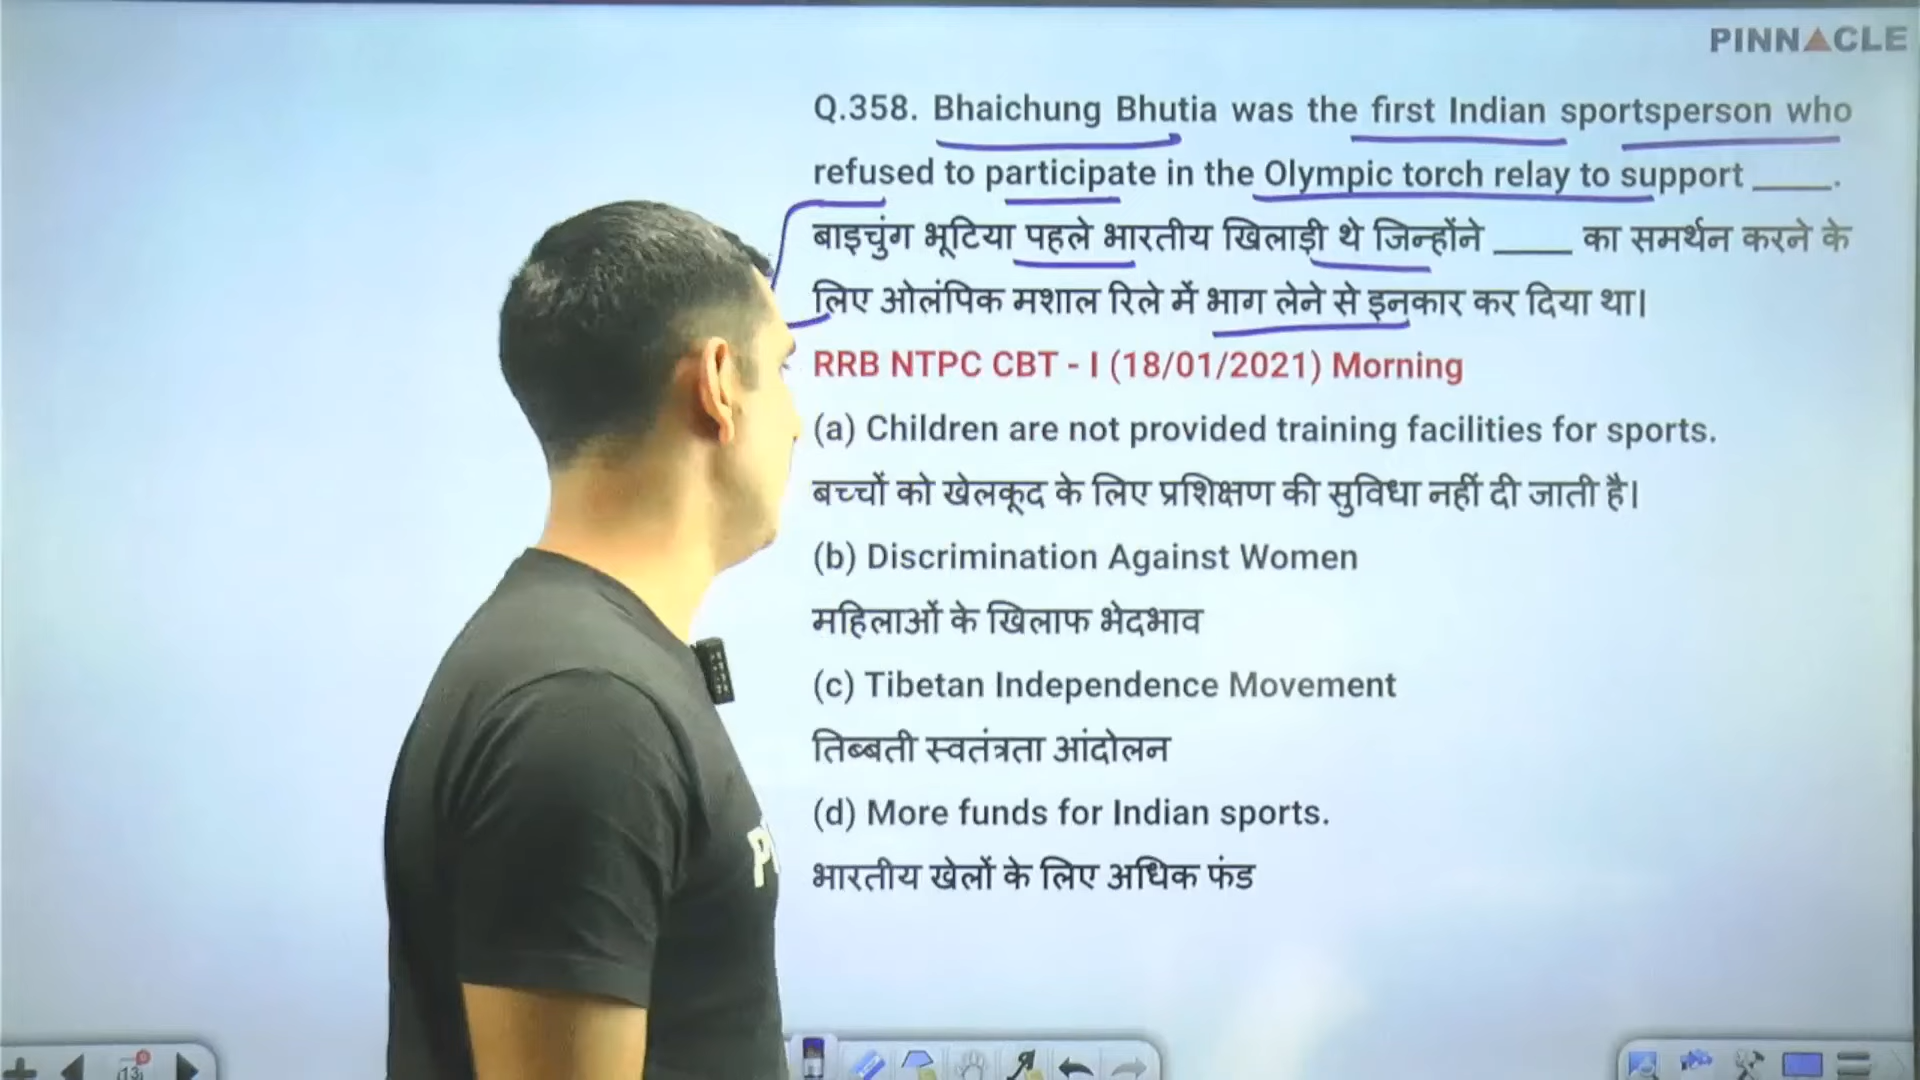 PINNACLE
Q.358. Bhaichung Bhutia was the first Indian sportsperson who
refused to participate in the Olympic torch relay to support ____.
बाइचुंग भूटिया पहले भारतीय खिलाड़ी थे जिन्होंने ____ का समर्थन करने के
लिए ओलंपिक मशाल रिले में भाग लेने से इनकार कर दिया था।
RRB NTPC CBT - I (18/01/2021) Morning
(a) Children are not provided training facilities for sports.
बच्चों को खेलकूद के लिए प्रशिक्षण की सुविधा नहीं दी जाती है।
(b) Discrimination Against Women
महिलाओं के खिलाफ भेदभाव
(c) Tibetan Independence Movement
तिब्बती स्वतंत्रता आंदोलन
(d) More funds for Indian sports.
भारतीय खेलों के लिए अधिक फंड